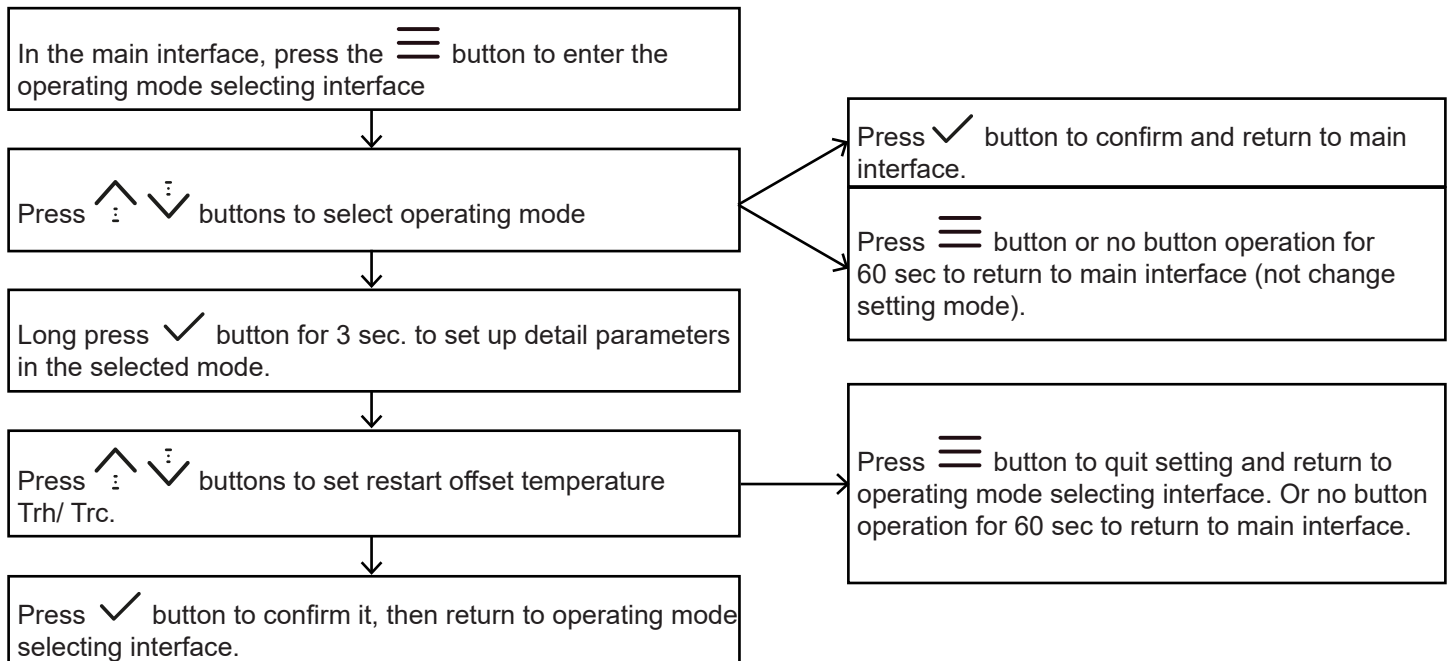 In the main interface, press the button to enter the
operating mode selecting interface
Press buttons to select operating mode
Press button to confirm and return to main
interface.
Press button or no button operation for
60 sec to return to main interface (not change
setting mode).
Long press button for 3 sec. to set up detail parameters
in the selected mode.
Press buttons to set restart offset temperature
Trh/ Trc.
Press button to quit setting and return to
operating mode selecting interface. Or no button
operation for 60 sec to return to main interface.
Press button to confirm it, then return to operating mode
selecting interface.